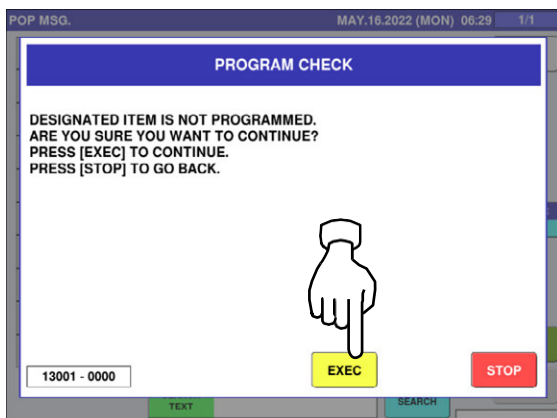 POP MSG. MAY.16.2022 (MON) 06:29 1/1
PROGRAM CHECK
DESIGNATED ITEM IS NOT PROGRAMMED.
ARE YOU SURE YOU WANT TO CONTINUE?
PRESS [EXEC] TO CONTINUE.
PRESS [STOP] TO GO BACK.
13001 - 0000
EXEC
STOP
TEXT
SEARCH